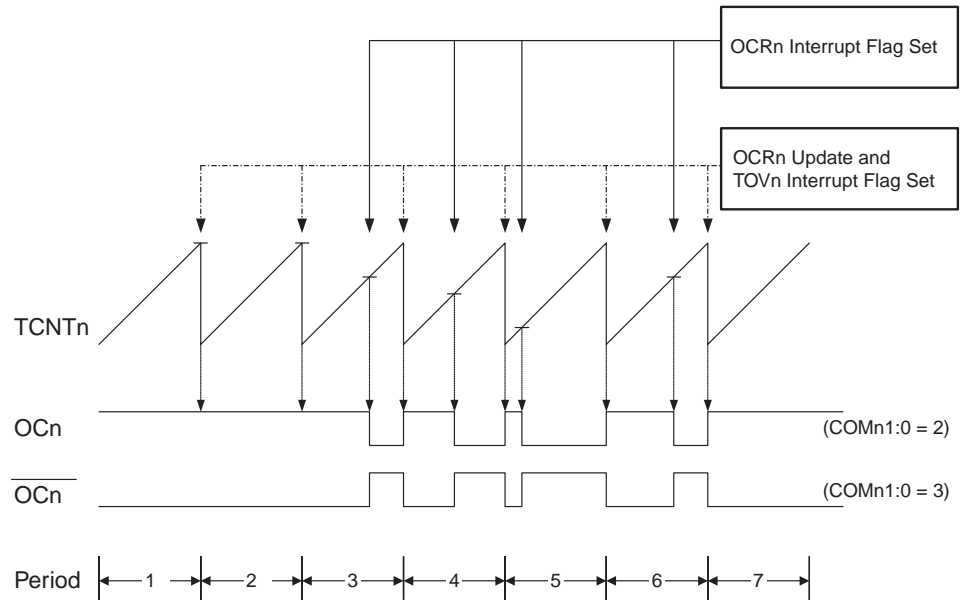 OCRn Interrupt Flag Set
OCRn Update and
TOVn Interrupt Flag Set
TCNTn
OCn
(COMn1:0 = 2)
OCn
(COMn1:0 = 3)
Period 1 2 3 4 5 6 7